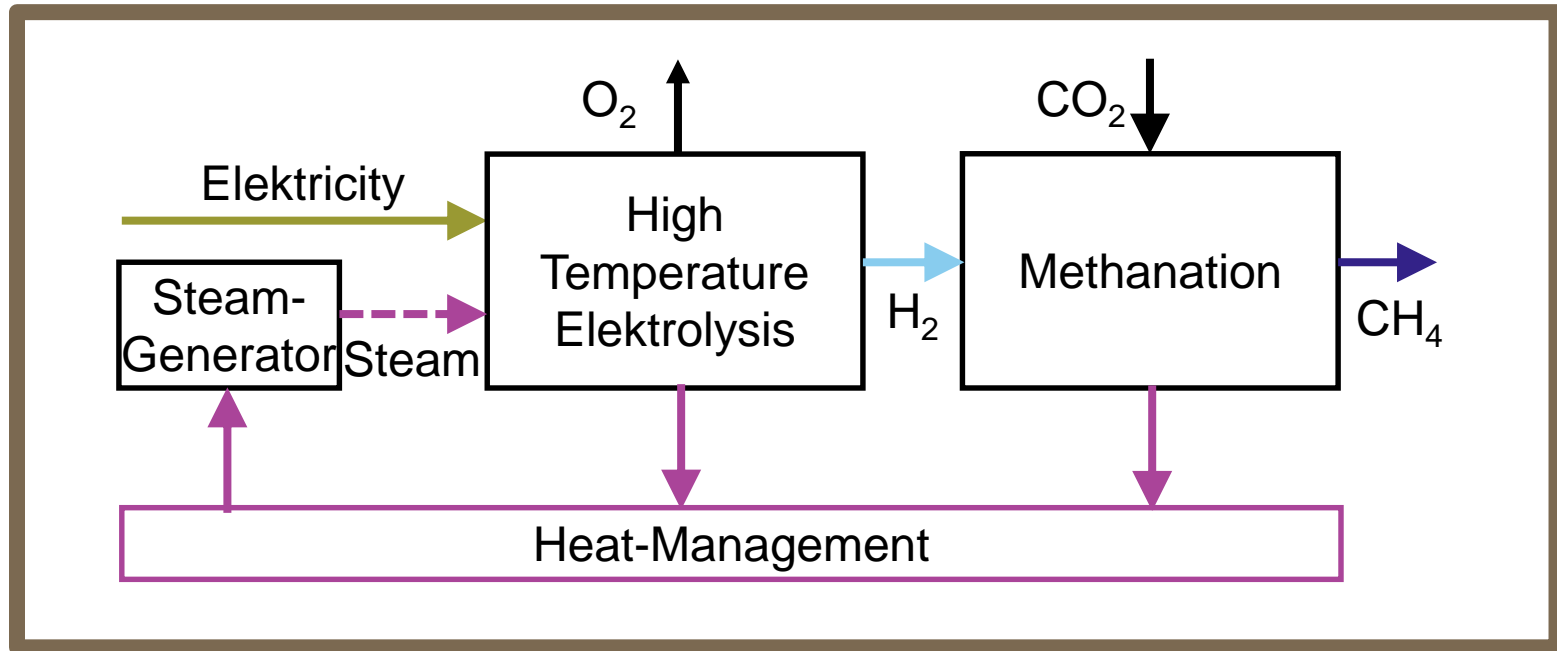 O₂
CO₂
Elektricity
High
Temperature
Elektrolysis
Methanation
Steam-
Generator
Steam
H₂
CH₄
Heat-Management